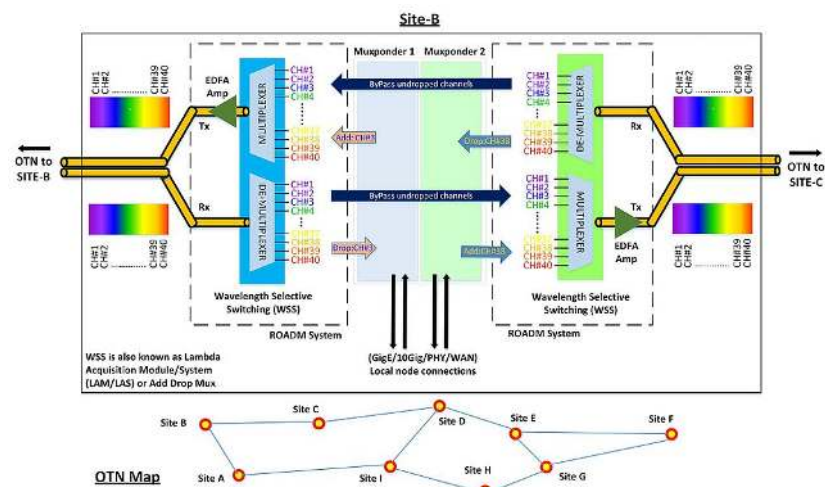 Site-B
CH#1
CH#2
..............
CH#39
CH#40
EDFA
Amp
Tx
MULTIPLEXER
CH#1
CH#2
CH#3
CH#4
CH#38
CH#39
CH#40
Muxponder 1
Muxponder 2
ByPass undropped channels
CH#1
CH#2
CH#3
CH#4
CH#38
CH#39
CH#40
DE-MULTIPLEXER
Rx
CH#1
CH#2
..............
CH#39
CH#40
OTN to
SITE-B
OTN to
SITE-C
Rx
DE-MULTIPLEXER
CH#1
CH#2
CH#3
CH#4
CH#38
CH#39
CH#40
ByPass undropped channels
Add:CH#38
CH#1
CH#2
CH#3
CH#4
CH#38
CH#39
CH#40
MULTIPLEXER
Tx
EDFA
Amp
CH#1
CH#2
..............
CH#39
CH#40
CH#1
CH#2
..............
CH#39
CH#40
Wavelength Selective
Switching (WSS)
ROADM System
Wavelength Selective
Switching (WSS)
ROADM System
(GigE/10Gig/PHY/WAN)
Local node connections
WSS is also known as Lambda
Acquisition Module/System
(LAM/LAS) or Add Drop Mux
OTN Map
Site B
Site C
Site D
Site E
Site F
Site A
Site I
Site H
Site G